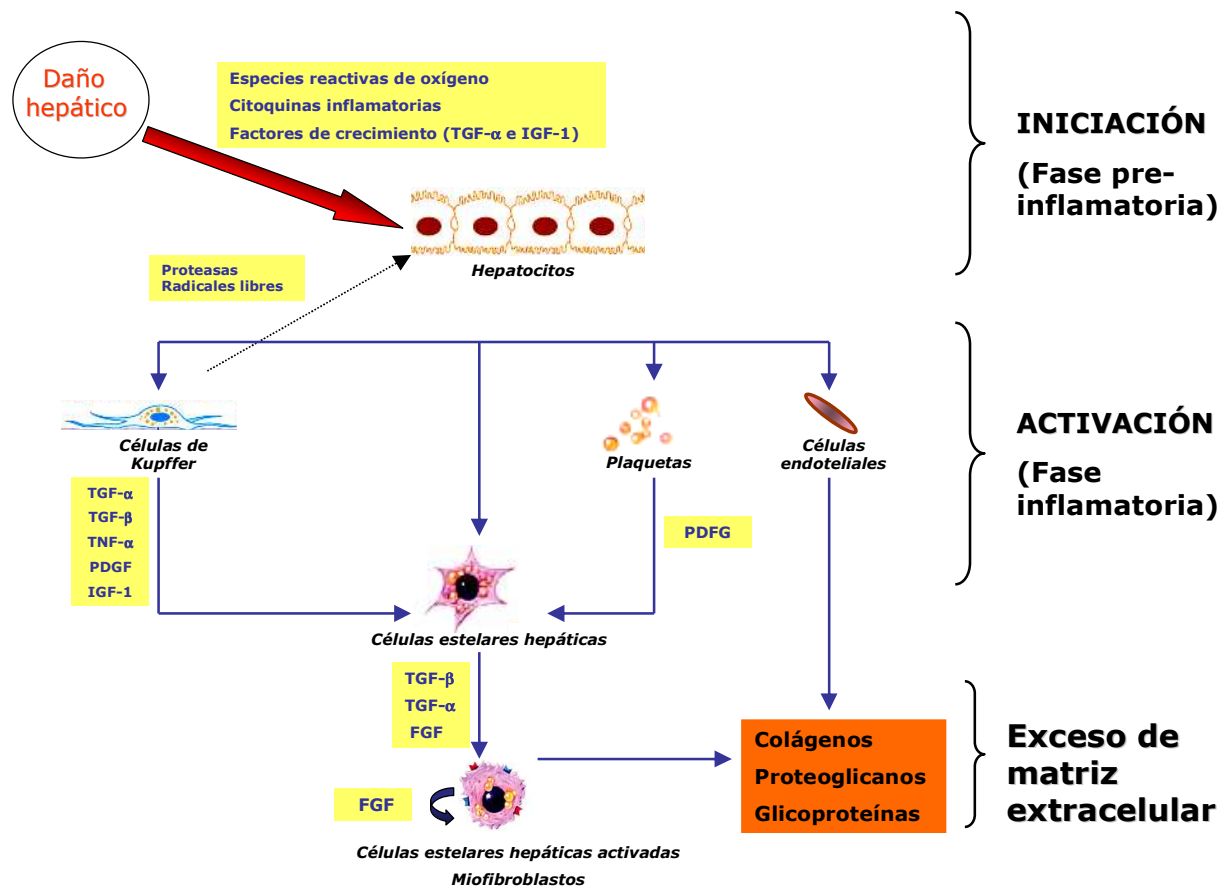 Daño
hepático
Especies reactivas de oxígeno
Citoquinas inflamatorias
Factores de crecimiento (TGF-α e IGF-1)
INICIACIÓN
(Fase pre-
inflamatoria)
Hepatocitos
Proteasas
Radicales libres
Células de
Kupffer
Plaquetas
Células
endoteliales
ACTIVACIÓN
(Fase
inflamatoria)
TGF-α
TGF-β
TNF-α
PDGF
IGF-1
PDFG
Células estelares hepáticas
TGF-β
TGF-α
FGF
Colágenos
Proteoglicanos
Glicoproteínas
Exceso de
matriz
extracelular
FGF
Células estelares hepáticas activadas
Miofibroblastos